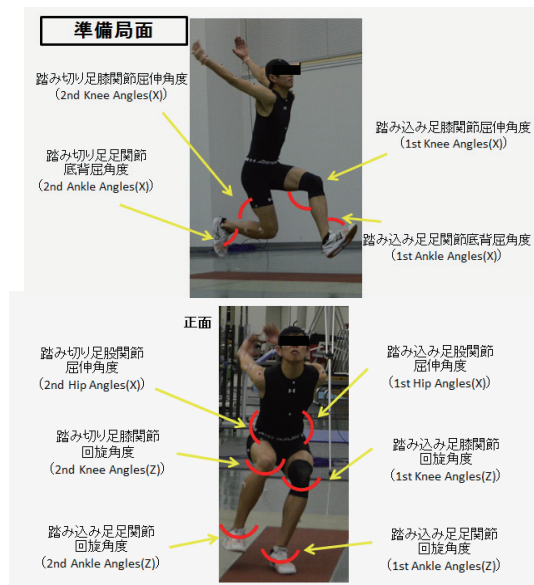 準備局面
踏み切り足膝関節屈伸角度
(2nd Knee Angles(X))
踏み切り足足関節
底背屈角度
(2nd Ankle Angles(X))
踏み込み足膝関節屈伸角度
(1st Knee Angles(X))
踏み込み足足関節底背屈角度
(1st Ankle Angles(X))
正面
踏み切り足股関節
屈伸角度
(2nd Hip Angles(X))
踏み切り足膝関節
回旋角度
(2nd Knee Angles(Z))
踏み込み足足関節
回旋角度
(2nd Ankle Angles(Z))
踏み込み足股関節
屈伸角度
(1st Hip Angles(X))
踏み込み足膝関節
回旋角度
(1st Knee Angles(Z))
踏み込み足足関節
回旋角度
(1st Ankle Angles(Z))